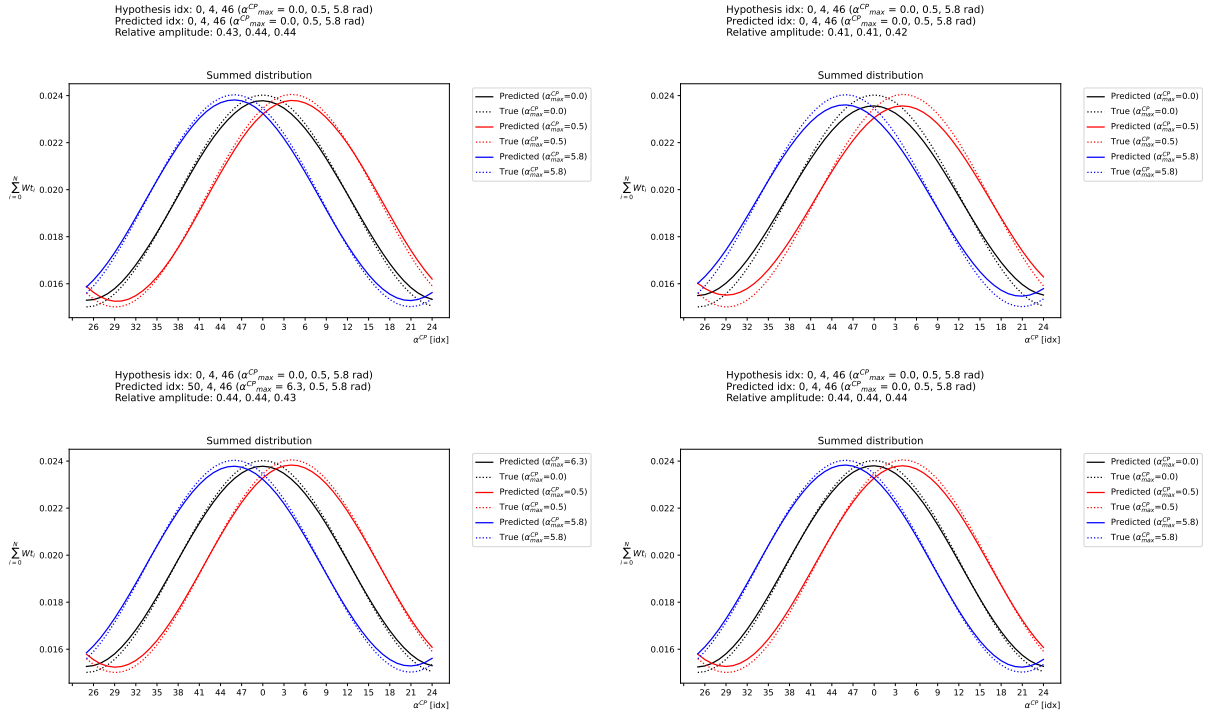 Hypothesis idx: 0, 4, 46 (α^CP_max = 0.0, 0.5, 5.8 rad)
Predicted idx: 0, 4, 46 (α^CP_max = 0.0, 0.5, 5.8 rad)
Relative amplitude: 0.43, 0.44, 0.44
Summed distribution
0.024
0.022
0.020
0.018
0.016
∑^N_{i=0} Wt_i
26 29 32 35 38 41 44 47 0 3 6 9 12 15 18 21 24
α^CP [idx]
Predicted (α^CP_max=0.0)
True (α^CP_max=0.0)
Predicted (α^CP_max=0.5)
True (α^CP_max=0.5)
Predicted (α^CP_max=5.8)
True (α^CP_max=5.8)
Hypothesis idx: 0, 4, 46 (α^CP_max = 0.0, 0.5, 5.8 rad)
Predicted idx: 0, 4, 46 (α^CP_max = 0.0, 0.5, 5.8 rad)
Relative amplitude: 0.41, 0.41, 0.42
Summed distribution
0.024
0.022
0.020
0.018
0.016
∑^N_{i=0} Wt_i
26 29 32 35 38 41 44 47 0 3 6 9 12 15 18 21 24
α^CP [idx]
Predicted (α^CP_max=0.0)
True (α^CP_max=0.0)
Predicted (α^CP_max=0.5)
True (α^CP_max=0.5)
Predicted (α^CP_max=5.8)
True (α^CP_max=5.8)
Hypothesis idx: 0, 4, 46 (α^CP_max = 0.0, 0.5, 5.8 rad)
Predicted idx: 50, 4, 46 (α^CP_max = 6.3, 0.5, 5.8 rad)
Relative amplitude: 0.44, 0.44, 0.43
Summed distribution
0.024
0.022
0.020
0.018
0.016
∑^N_{i=0} Wt_i
26 29 32 35 38 41 44 47 0 3 6 9 12 15 18 21 24
α^CP [idx]
Predicted (α^CP_max=6.3)
True (α^CP_max=0.0)
Predicted (α^CP_max=0.5)
True (α^CP_max=0.5)
Predicted (α^CP_max=5.8)
True (α^CP_max=5.8)
Hypothesis idx: 0, 4, 46 (α^CP_max = 0.0, 0.5, 5.8 rad)
Predicted idx: 0, 4, 46 (α^CP_max = 0.0, 0.5, 5.8 rad)
Relative amplitude: 0.44, 0.44, 0.44
Summed distribution
0.024
0.022
0.020
0.018
0.016
∑^N_{i=0} Wt_i
26 29 32 35 38 41 44 47 0 3 6 9 12 15 18 21 24
α^CP [idx]
Predicted (α^CP_max=0.0)
True (α^CP_max=0.0)
Predicted (α^CP_max=0.5)
True (α^CP_max=0.5)
Predicted (α^CP_max=5.8)
True (α^CP_max=5.8)